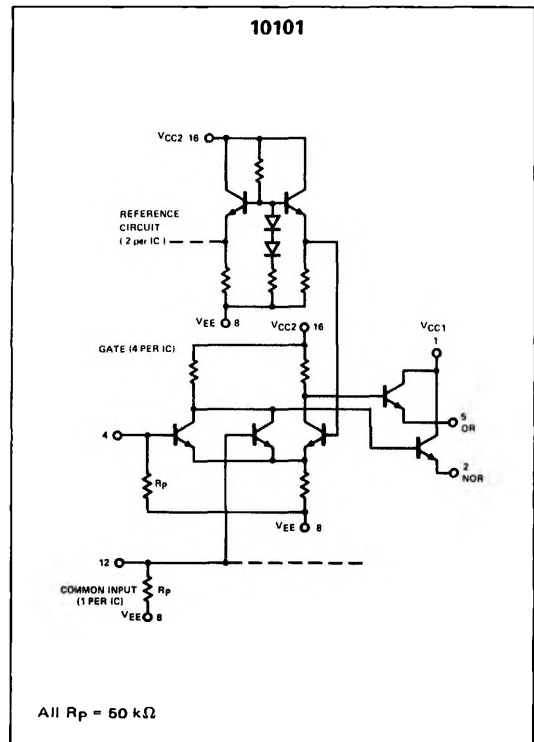 10101
VCC2 16
REFERENCE
CIRCUIT
(2 per IC)
VEE 8
VCC2 16
VCC1
1
GATE (4 PER IC)
4
5
OR
2
NOR
RP
VEE 8
12
COMMON INPUT
(1 PER IC)
RP
VEE 8
All RP = 50 kΩ